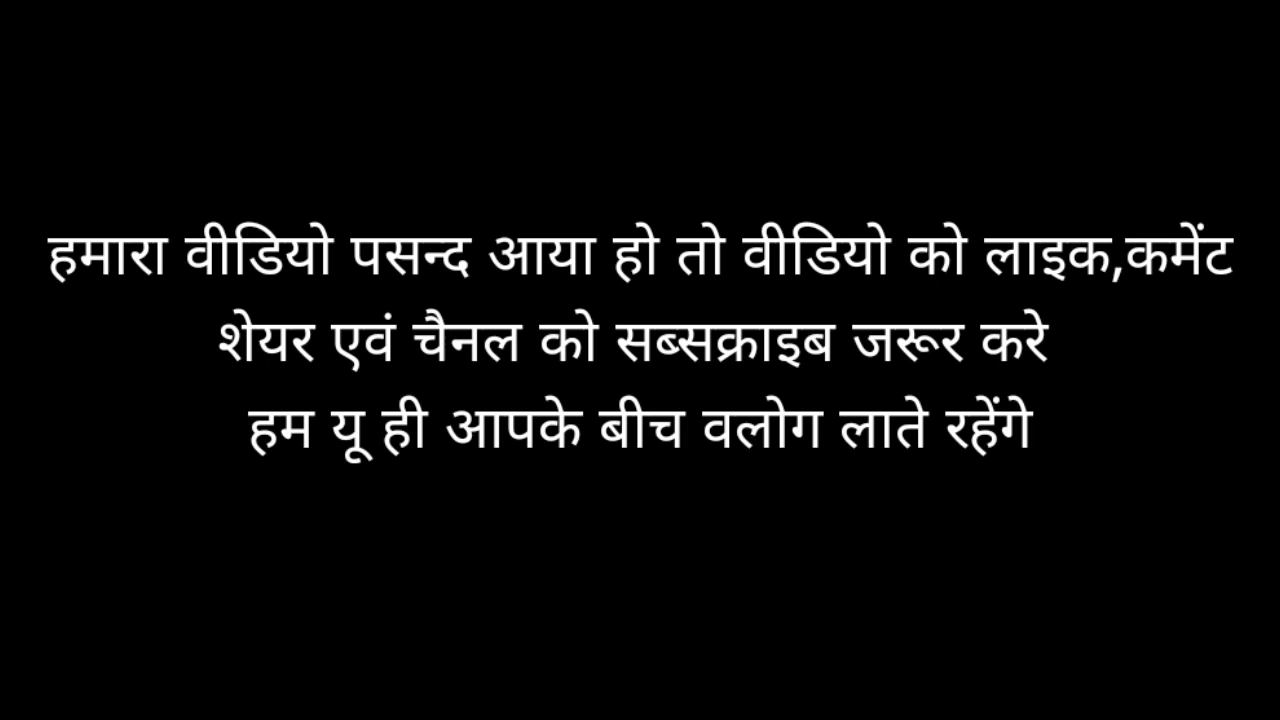 हमारा वीडियो पसन्द आया हो तो वीडियो को लाइक,कमेंट
शेयर एवं चैनल को सब्सक्राइब जरूर करे
हम यू ही आपके बीच वलोग लाते रहेंगे